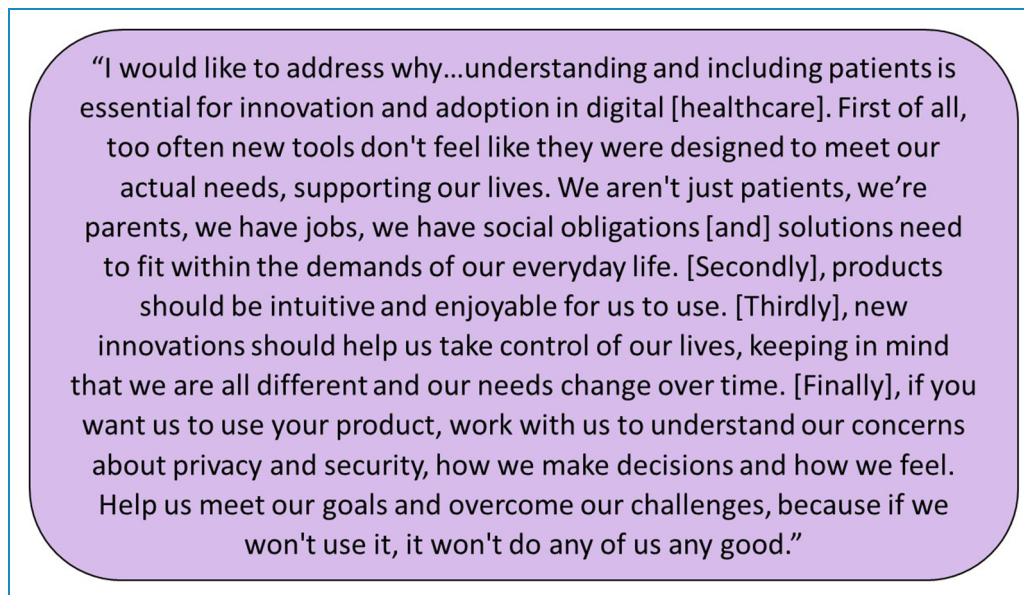 “I would like to address why...understanding and including patients is
essential for innovation and adoption in digital [healthcare]. First of all,
too often new tools don't feel like they were designed to meet our
actual needs, supporting our lives. We aren't just patients, we’re
parents, we have jobs, we have social obligations [and] solutions need
to fit within the demands of our everyday life. [Secondly], products
should be intuitive and enjoyable for us to use. [Thirdly], new
innovations should help us take control of our lives, keeping in mind
that we are all different and our needs change over time. [Finally], if you
want us to use your product, work with us to understand our concerns
about privacy and security, how we make decisions and how we feel.
Help us meet our goals and overcome our challenges, because if we
won't use it, it won't do any of us any good.”